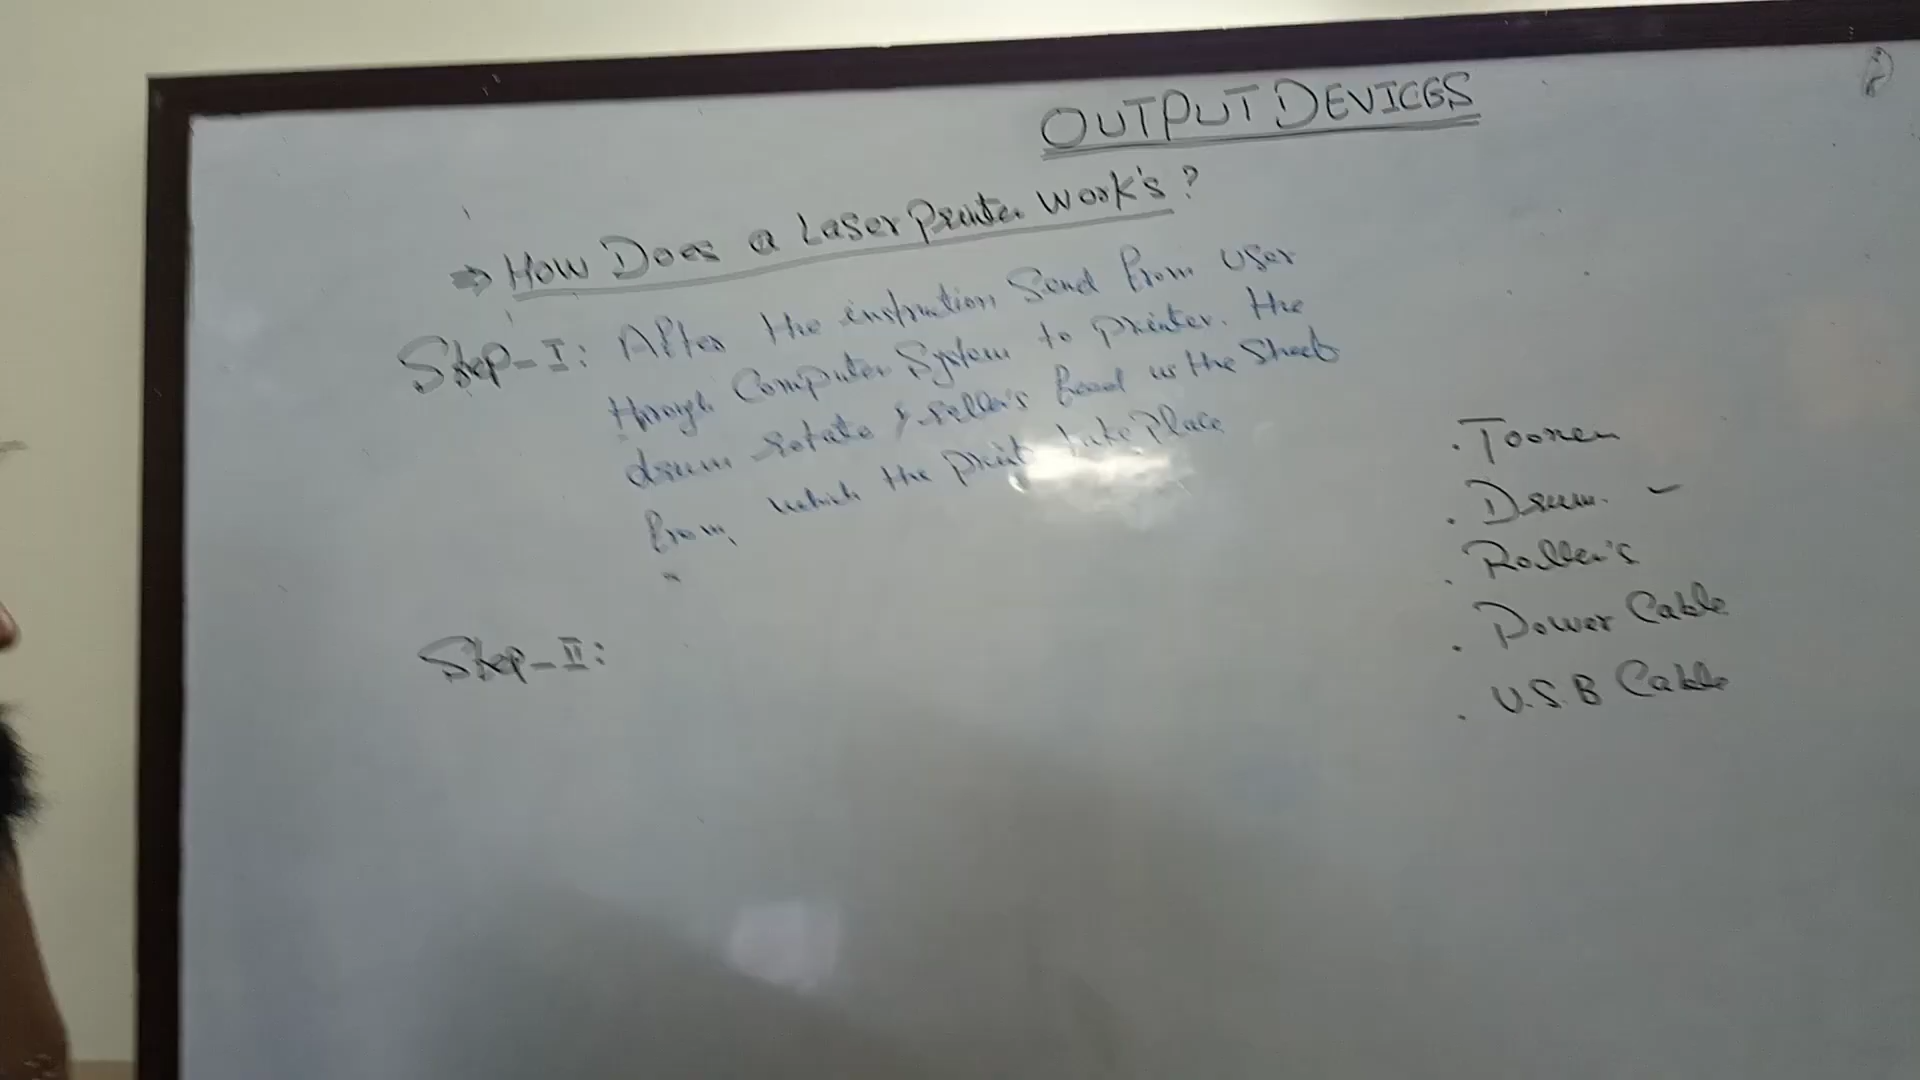 OUTPUT DEVICES
⇒ How Does a Laser Printer Work's?
Step-I: After the instruction Send from user
through Computer System to printer. the
drum rotate & roller's feed us the Sheets
from which the print take Place
Step-II:
. Tooner
. Drum. -
. Roller's
. Power Cable
. U.S.B Cable